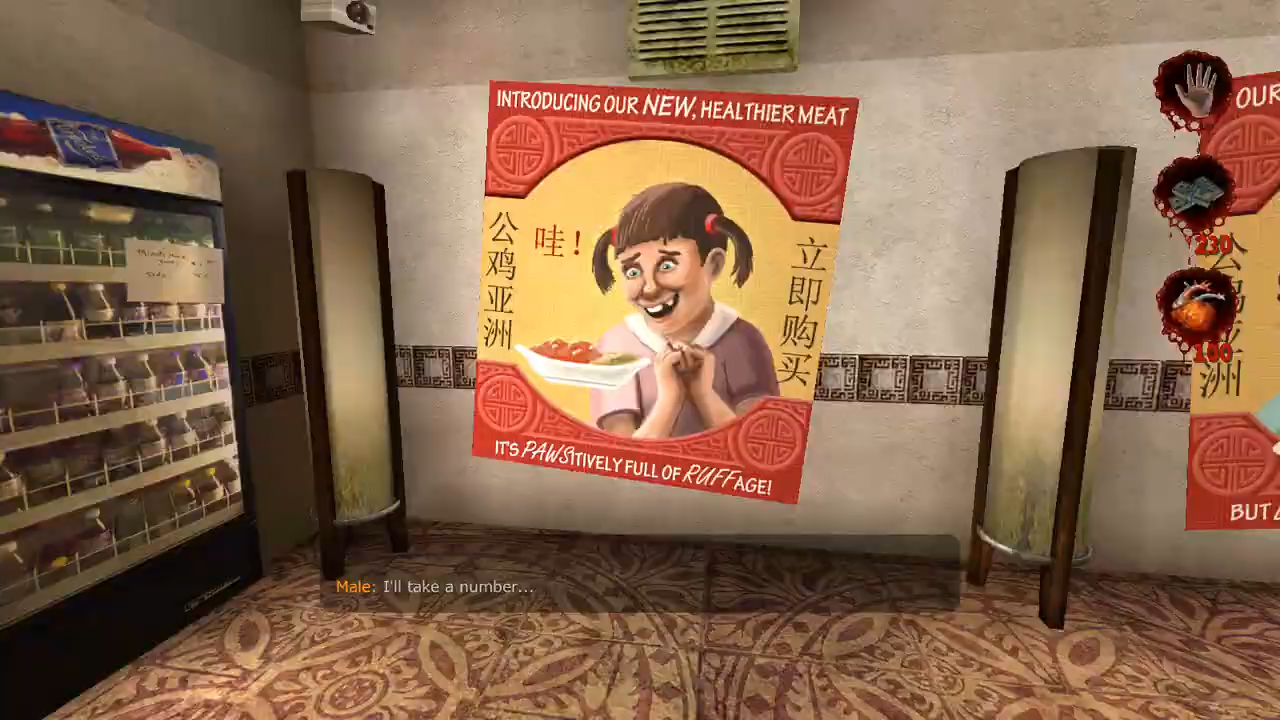 INTRODUCING OUR NEW, HEALTHIER MEAT
公鸡亚洲
哇!
立即购买
IT'S PAWSITIVELY FULL OF RUFFAGE!
OUR
230
100
洲
BUT
Male: I'll take a number...